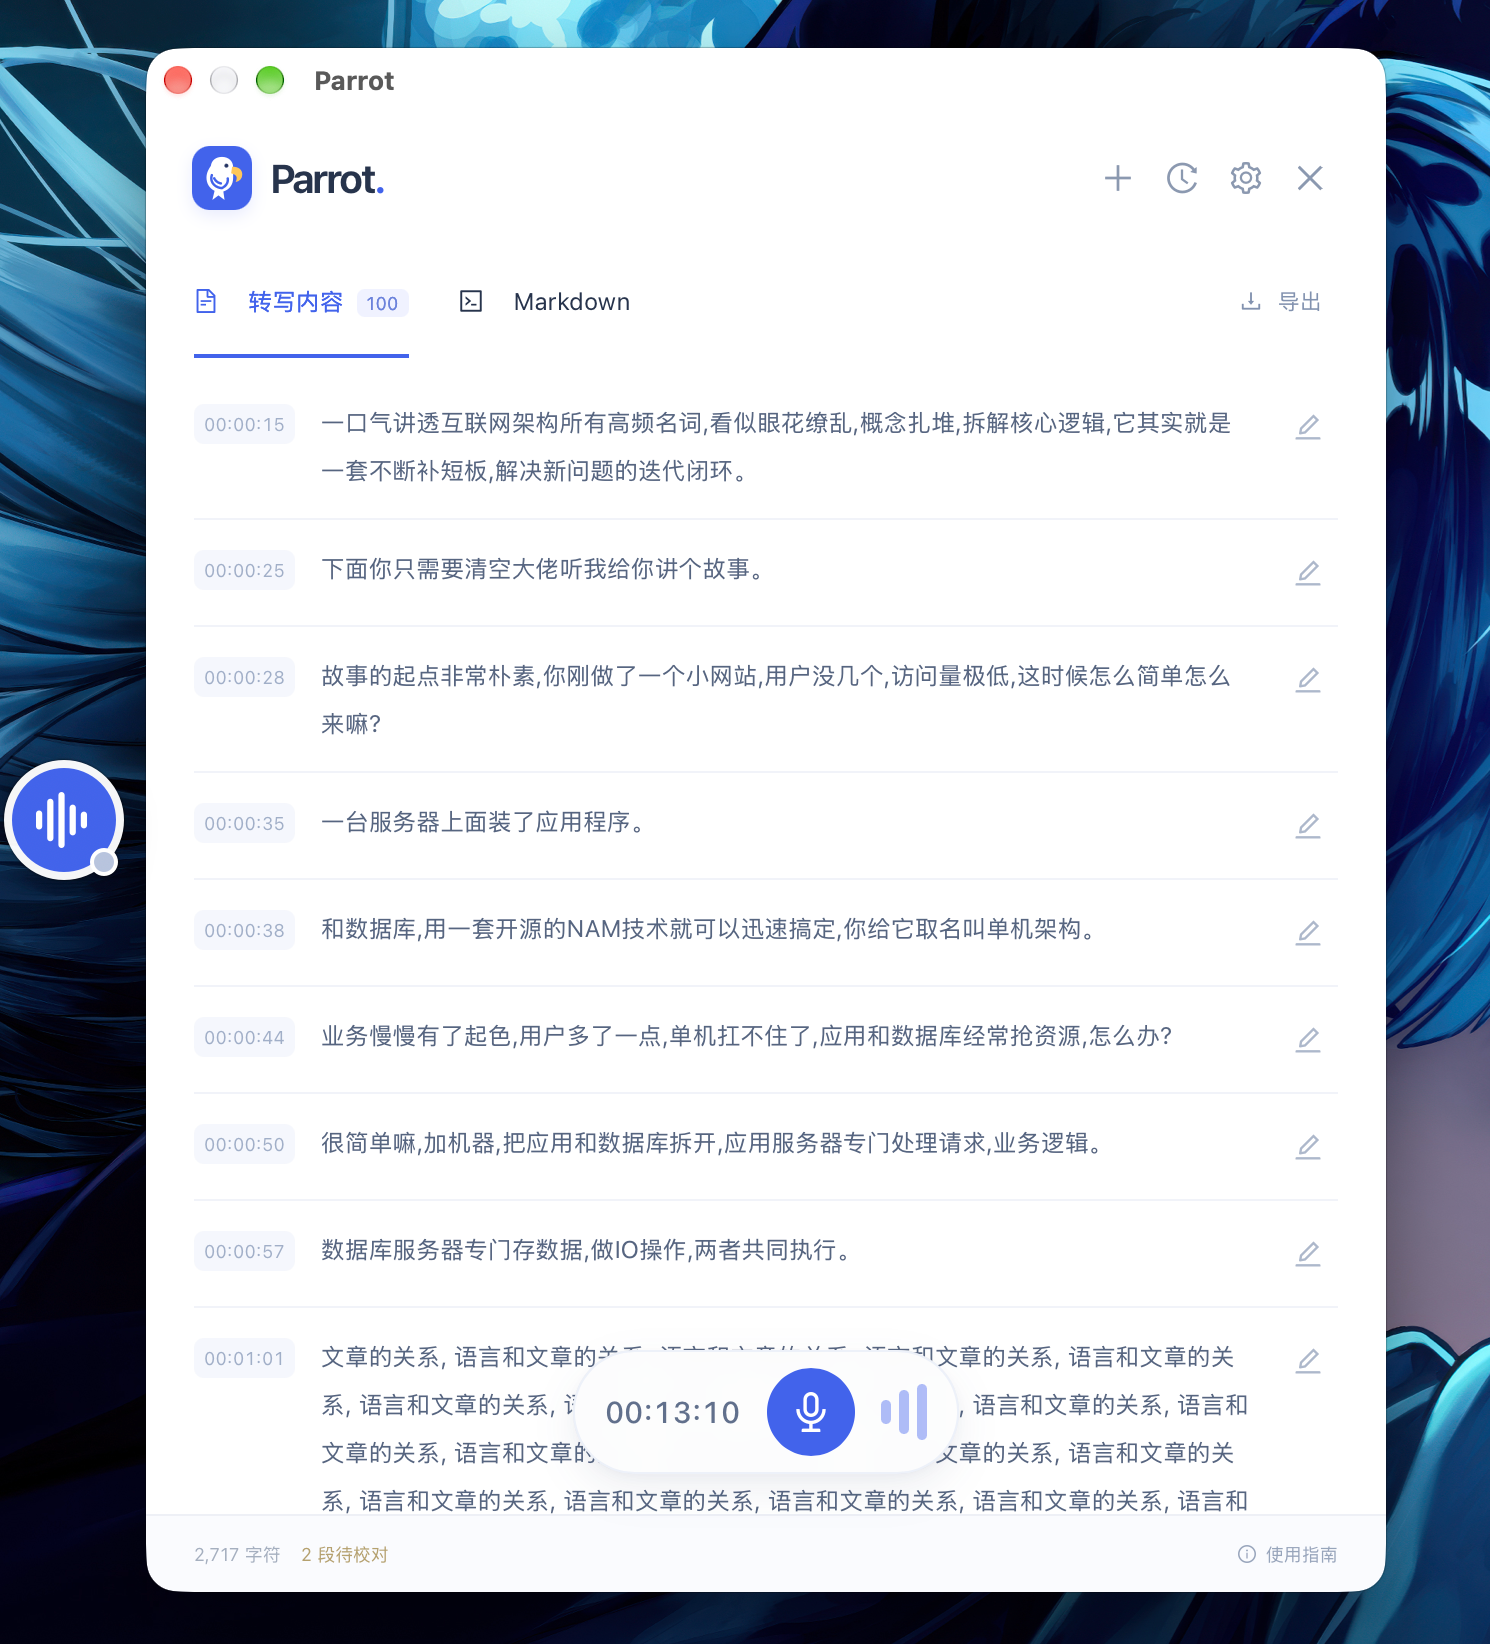 Parrot
Parrot.
转写内容 100 Markdown 导出
00:00:15 一口气讲透互联网架构所有高频名词,看似眼花缭乱,概念扎堆,拆解核心逻辑,它其实就是
一套不断补短板,解决新问题的迭代闭环。
00:00:25 下面你只需要清空大佬听我给你讲个故事。
00:00:28 故事的起点非常朴素,你刚做了一个小网站,用户没几个,访问量极低,这时候怎么简单怎么
来嘛?
00:00:35 一台服务器上面装了应用程序。
00:00:38 和数据库,用一套开源的NAM技术就可以迅速搞定,你给它取名叫单机架构。
00:00:44 业务慢慢有了起色,用户多了一点,单机扛不住了,应用和数据库经常抢资源,怎么办?
00:00:50 很简单嘛,加机器,把应用和数据库拆开,应用服务器专门处理请求,业务逻辑。
00:00:57 数据库服务器专门存数据,做IO操作,两者共同执行。
00:01:01 文章的关系, 语言和文章的关系, 语言和文章的关系, 语言和文章的关系, 语言和文章的关
系, 语言和文章的关系, , 语言和文章的关系, 语言和
文章的关系, 语言和文章的 文章的关系, 语言和文章的关
系, 语言和文章的关系, 语言和文章的关系, 语言和文章的关系, 语言和文章的关系, 语言和
00:13:10
2,717 字符 2 段待校对 使用指南